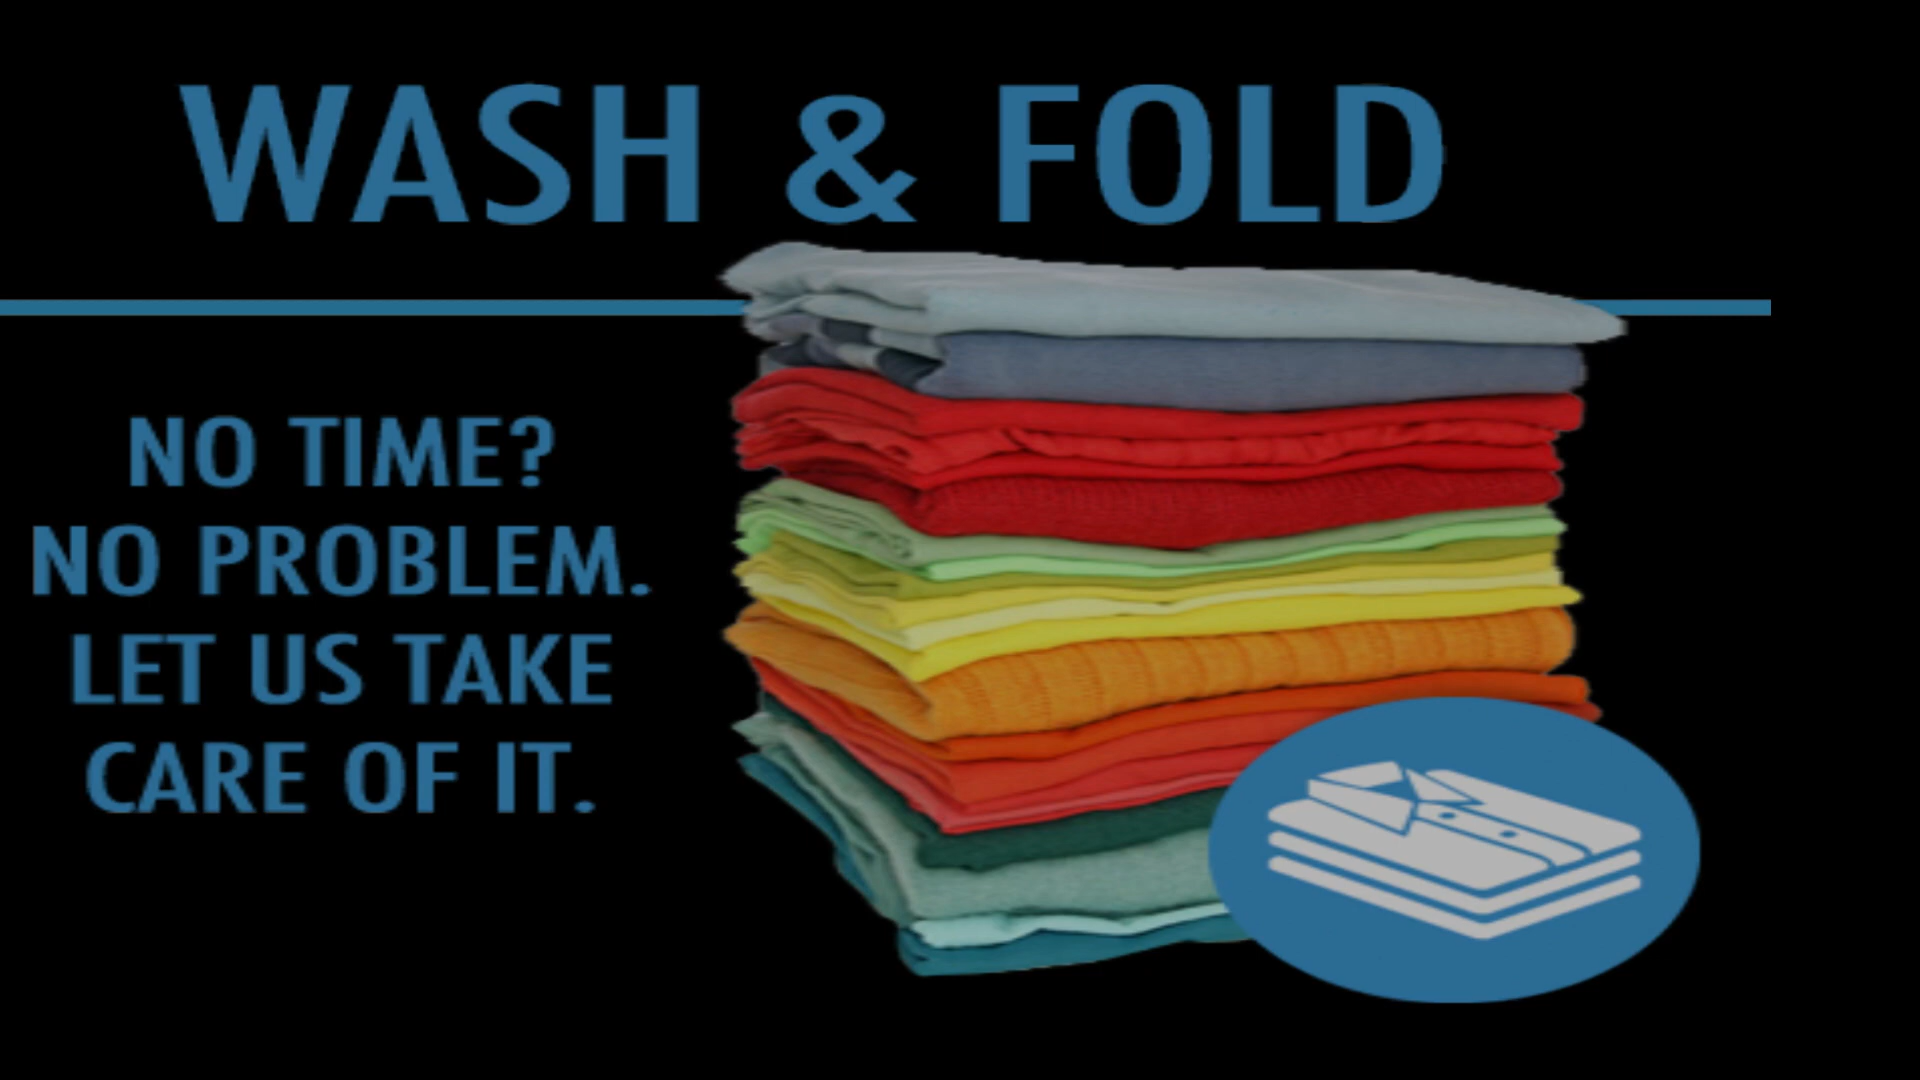 WASH & FOLD
NO TIME?
NO PROBLEM.
LET US TAKE
CARE OF IT.